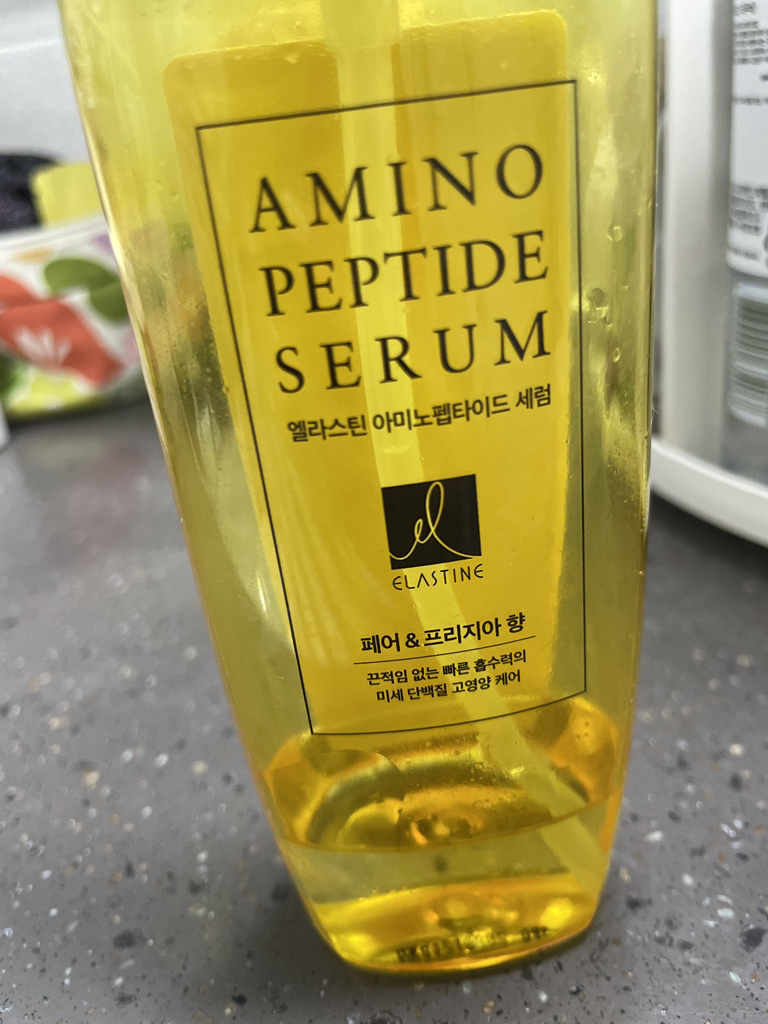 AMINO
PEPTIDE
SERUM
엘라스틴 아미노펩타이드 세럼
el
ELASTINE
페어 & 프리지아 향
끈적임 없는 빠른 흡수력의
미세 단백질 고영양 케어